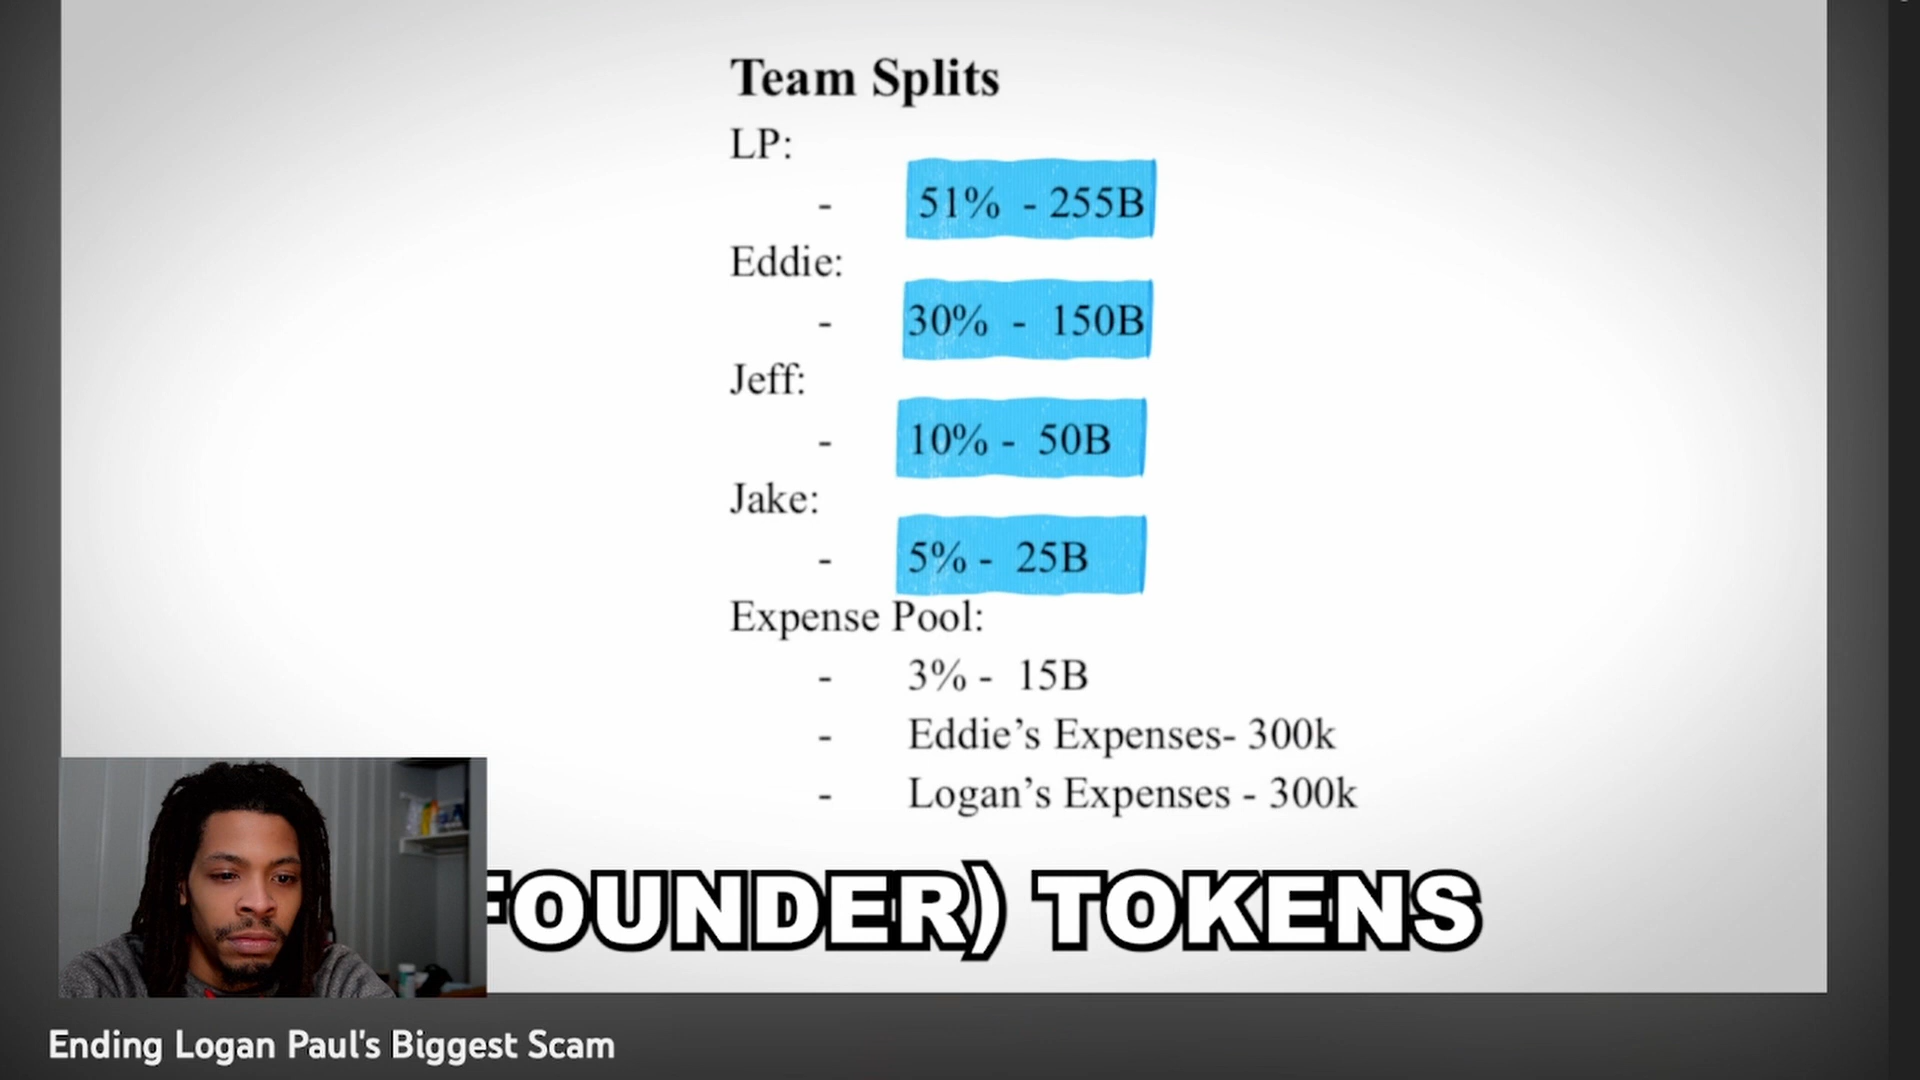 Team Splits
LP:
- 51% - 255B
Eddie:
- 30% - 150B
Jeff:
- 10% - 50B
Jake:
- 5% - 25B
Expense Pool:
- 3% - 15B
- Eddie’s Expenses- 300k
- Logan’s Expenses - 300k
FOUNDER) TOKENS
Ending Logan Paul's Biggest Scam